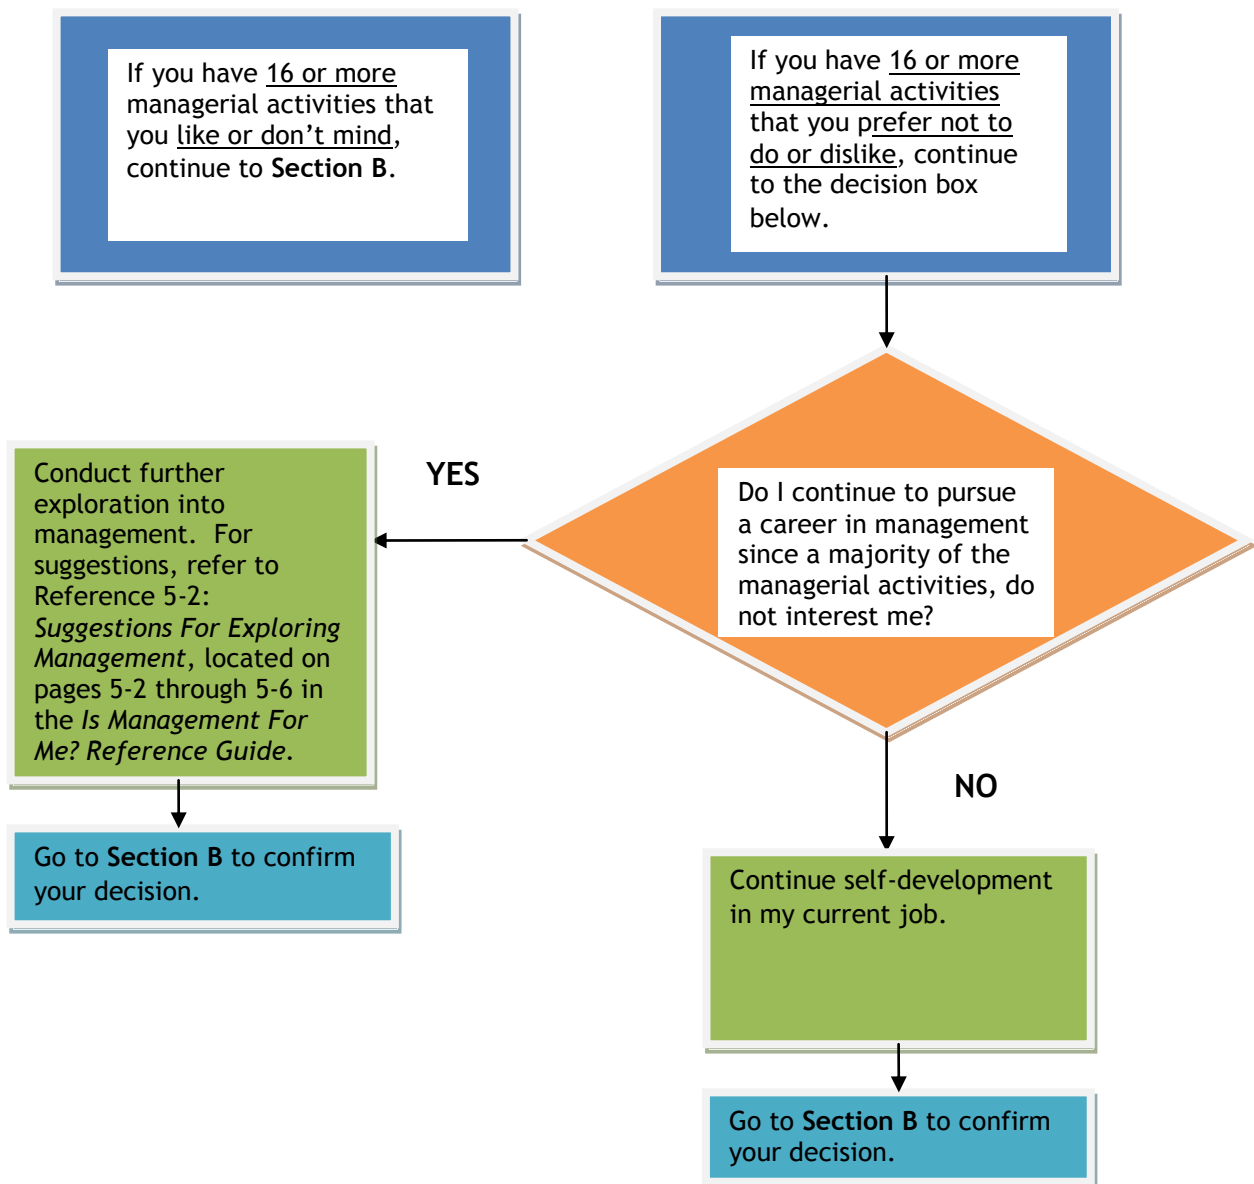 If you have 16 or more
managerial activities that
you like or don’t mind,
continue to Section B.
If you have 16 or more
managerial activities
that you prefer not to
do or dislike, continue
to the decision box
below.
Do I continue to pursue
a career in management
since a majority of the
managerial activities, do
not interest me?
YES
Conduct further
exploration into
management.  For
suggestions, refer to
Reference 5-2:
Suggestions For Exploring
Management, located on
pages 5-2 through 5-6 in
the Is Management For
Me? Reference Guide.
Go to Section B to confirm
your decision.
NO
Continue self-development
in my current job.
Go to Section B to confirm
your decision.